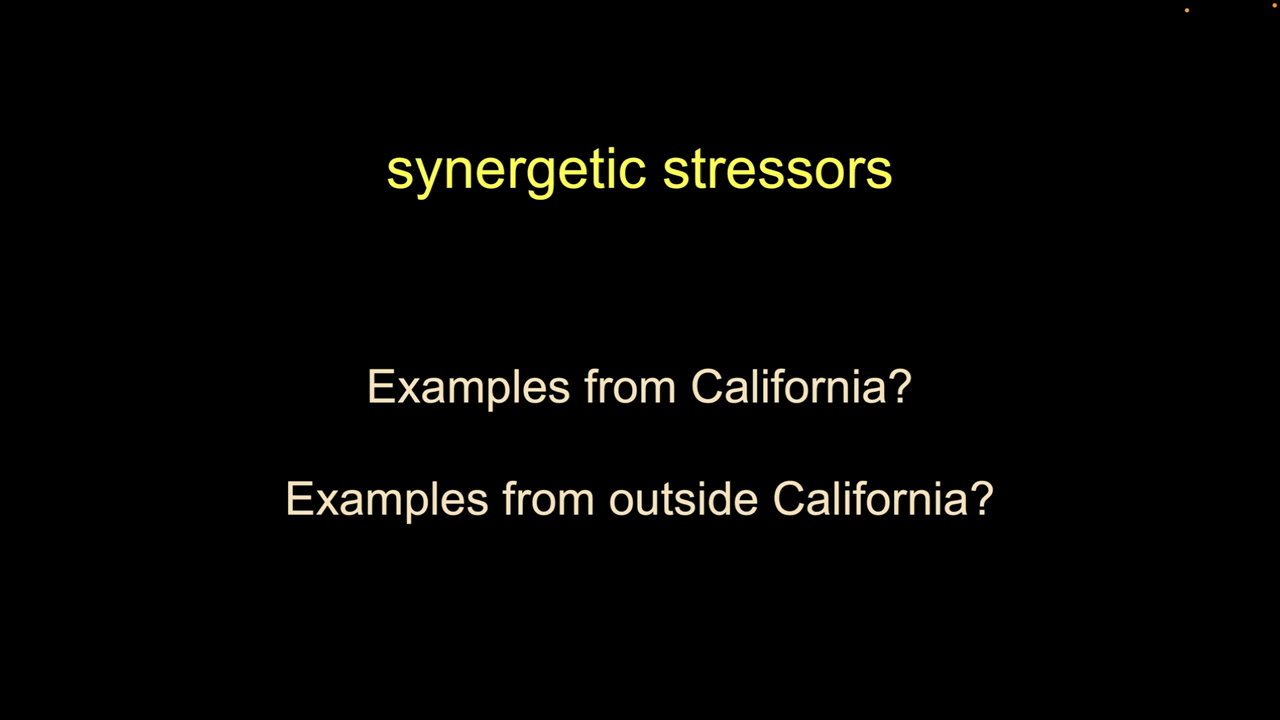 synergetic stressors
Examples from California?
Examples from outside California?